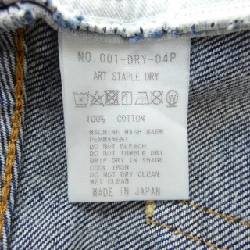 NO. 001-DRY-04P
ART STAPLE DRY
100% COTTON
DO NOT BLEACH
DO NOT TUMBLE DRY
DRIP DRY IN SHADE
COOL IRON
DO NOT DRY CLEAN
WET CLEAN
MADE IN JAPAN